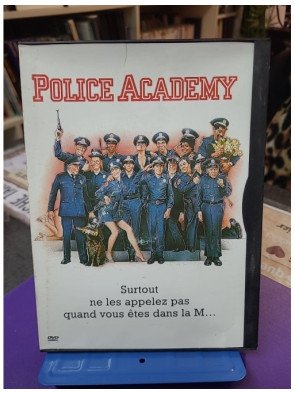 POLICE ACADEMY
Surtout
ne les appelez pas
quand vous êtes dans la M...
DVD